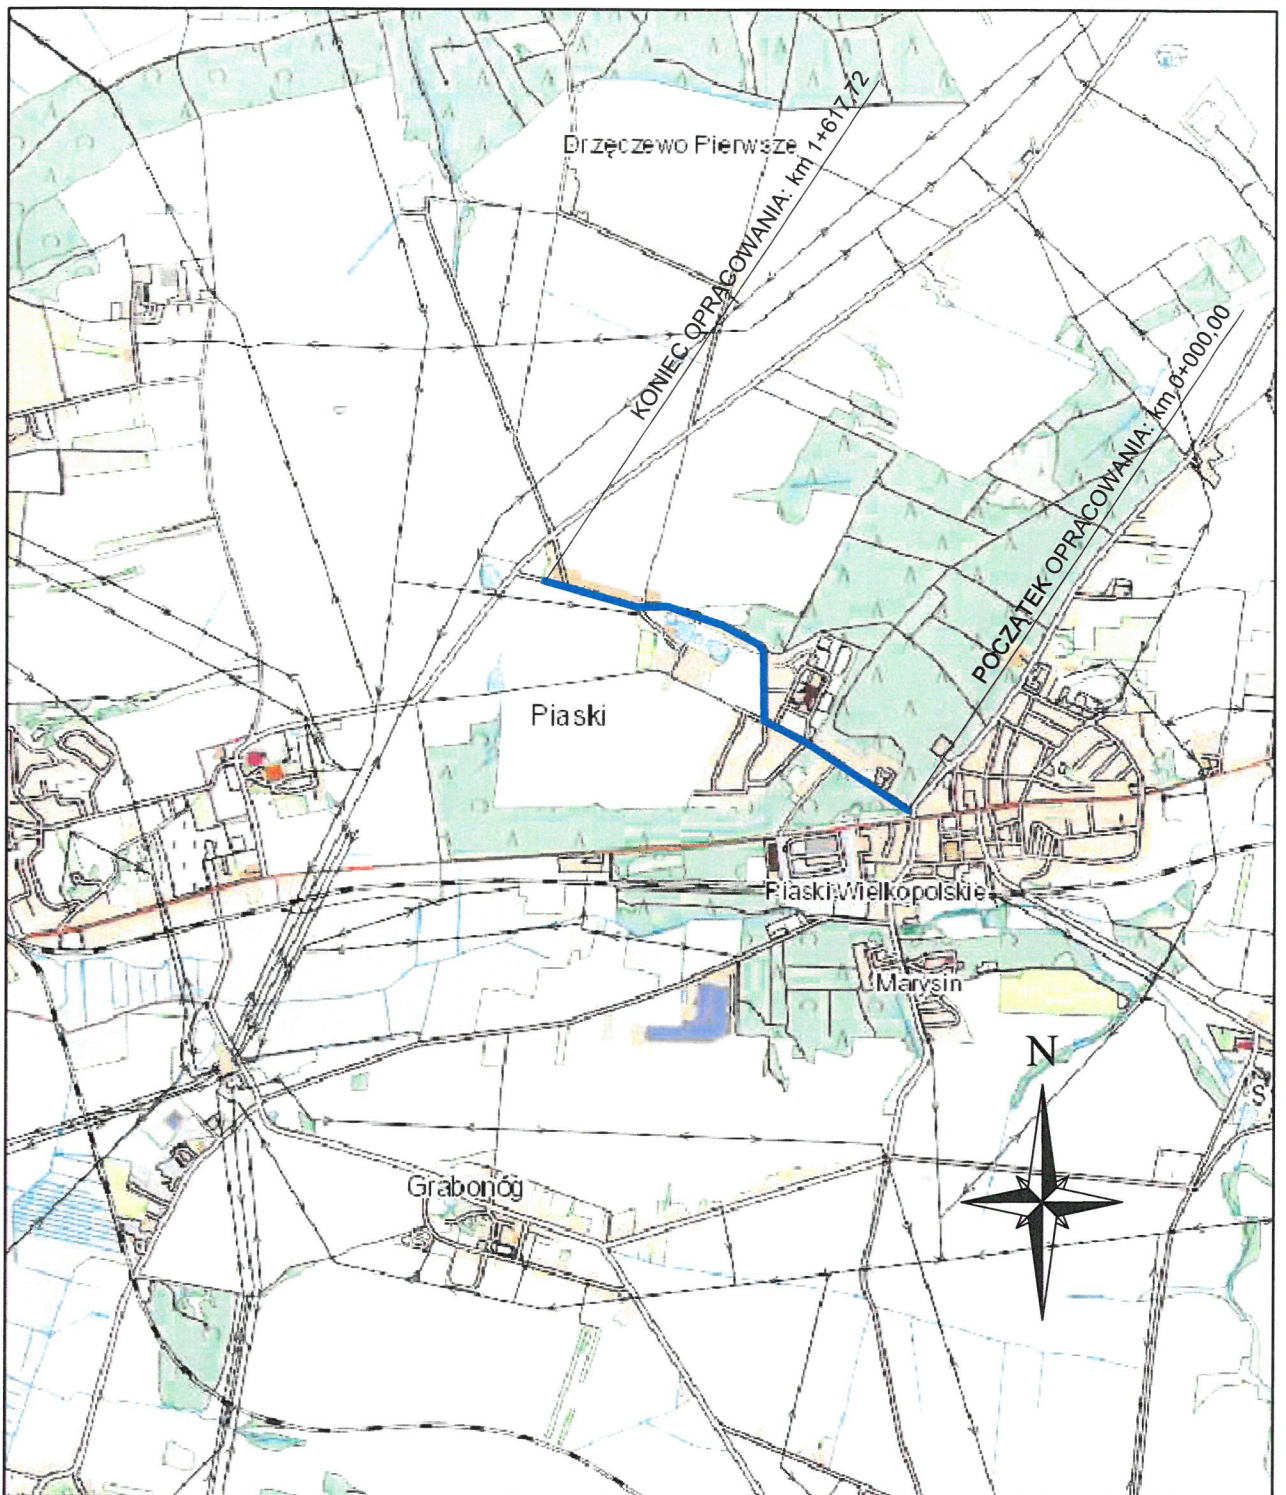 Drzęczewo Pierwsze
KONIEC OPRACOWANIA: km 1+617,72
POCZĄTEK OPRACOWANIA: km 0+000,00
Piaski
Piaski Wielkopolskie
Marysin
N
Grabonóg